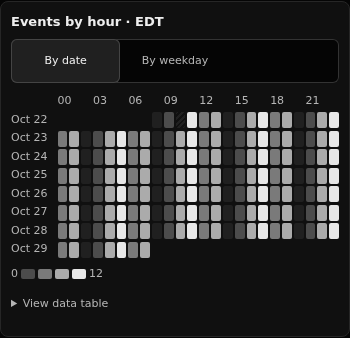 Events by hour · EDT
By date By weekday
00 03 06 09 12 15 18 21
Oct 22
Oct 23
Oct 24
Oct 25
Oct 26
Oct 27
Oct 28
Oct 29
0 12
▶ View data table